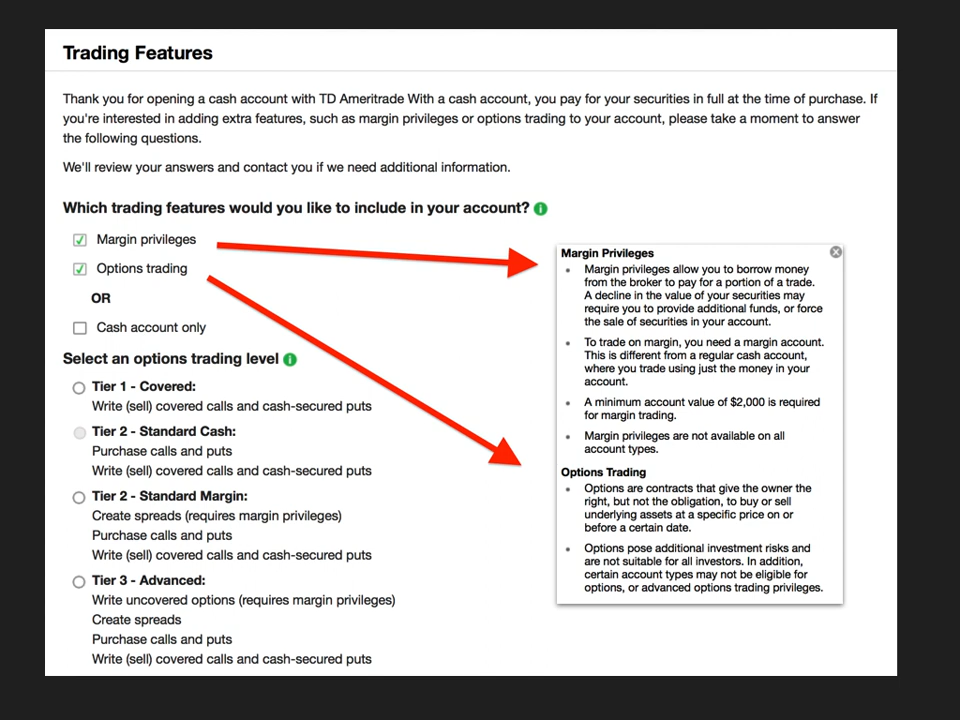 Trading Features
Thank you for opening a cash account with TD Ameritrade With a cash account, you pay for your securities in full at the time of purchase. If
you're interested in adding extra features, such as margin privileges or options trading to your account, please take a moment to answer
the following questions.
We'll review your answers and contact you if we need additional information.
Which trading features would you like to include in your account? i
Margin privileges
Options trading
OR
Cash account only
Select an options trading level i
Tier 1 - Covered:
Write (sell) covered calls and cash-secured puts
Tier 2 - Standard Cash:
Purchase calls and puts
Write (sell) covered calls and cash-secured puts
Tier 2 - Standard Margin:
Create spreads (requires margin privileges)
Purchase calls and puts
Write (sell) covered calls and cash-secured puts
Tier 3 - Advanced:
Write uncovered options (requires margin privileges)
Create spreads
Purchase calls and puts
Write (sell) covered calls and cash-secured puts
Margin Privileges
Margin privileges allow you to borrow money
from the broker to pay for a portion of a trade.
A decline in the value of your securities may
require you to provide additional funds, or force
the sale of securities in your account.
To trade on margin, you need a margin account.
This is different from a regular cash account,
where you trade using just the money in your
account.
A minimum account value of $2,000 is required
for margin trading.
Margin privileges are not available on all
account types.
Options Trading
Options are contracts that give the owner the
right, but not the obligation, to buy or sell
underlying assets at a specific price on or
before a certain date.
Options pose additional investment risks and
are not suitable for all investors. In addition,
certain account types may not be eligible for
options, or advanced options trading privileges.